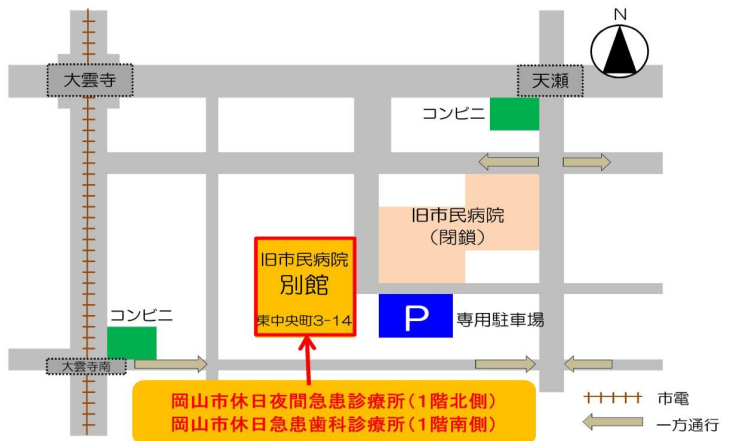 N
大雲寺
天瀬
コンビニ
旧市民病院
（閉鎖）
旧市民病院
別館
東中央町3-14
P
専用駐車場
コンビニ
大雲寺南
岡山市休日夜間急患診療所（1階北側）
岡山市休日急患歯科診療所（1階南側）
市電
一方通行